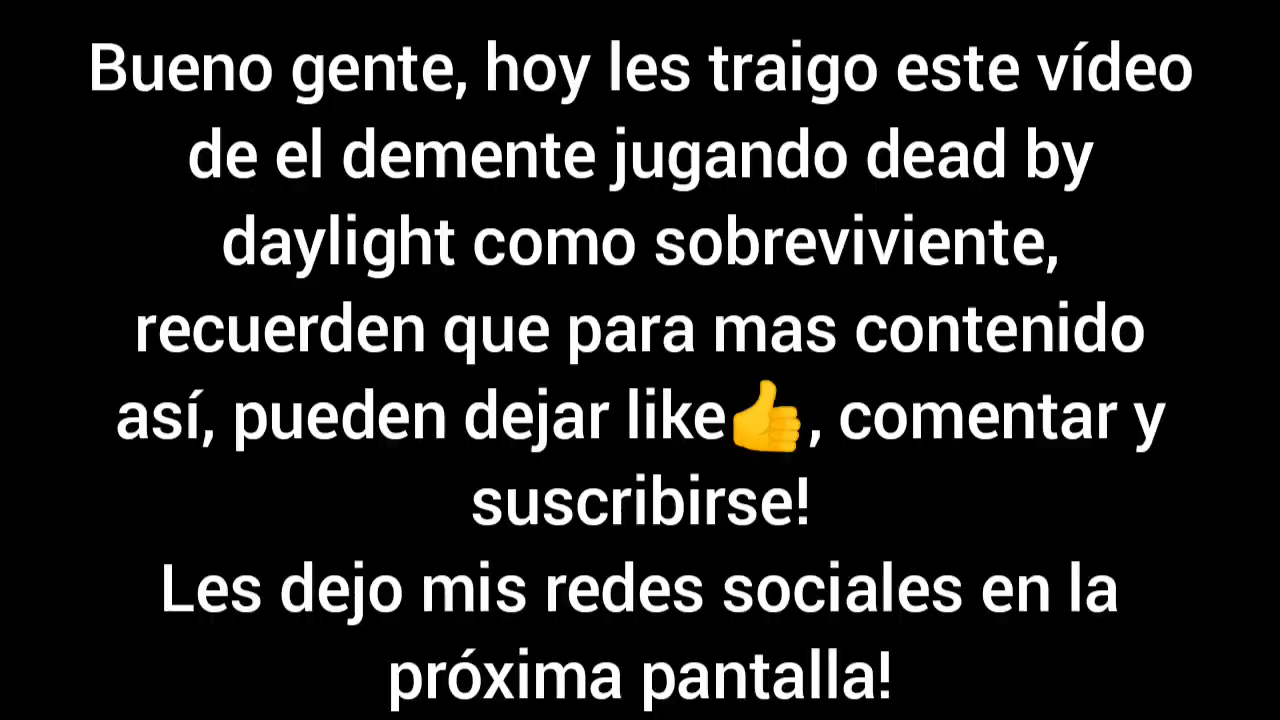 Bueno gente, hoy les traigo este vídeo
de el demente jugando dead by
daylight como sobreviviente,
recuerden que para mas contenido
así, pueden dejar like👍, comentar y
suscribirse!
Les dejo mis redes sociales en la
próxima pantalla!